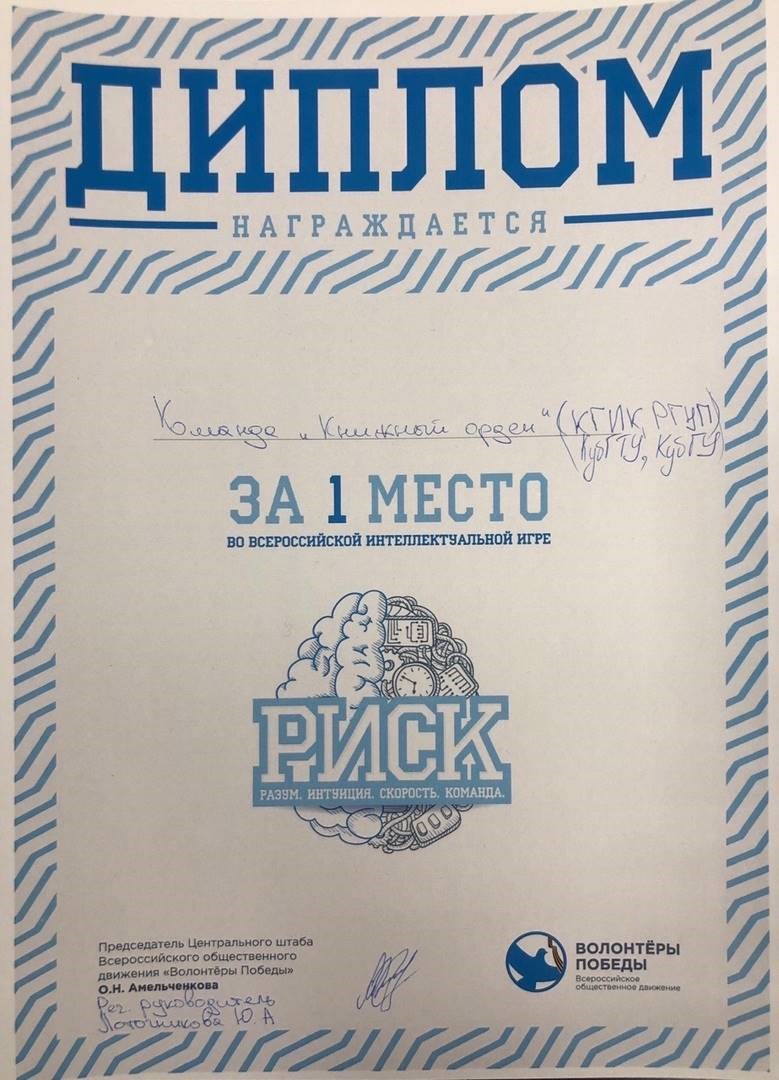 ДИПЛОМ
НАГРАЖДАЕТСЯ
Команда „Книжный орден" (КГИК, РГУП,
КубГТУ, КубГУ)
ЗА 1 МЕСТО
ВО ВСЕРОССИЙСКОЙ ИНТЕЛЛЕКТУАЛЬНОЙ ИГРЕ
РИСК
РАЗУМ. ИНТУИЦИЯ. СКОРОСТЬ. КОМАНДА.
Председатель Центрального штаба
Всероссийского общественного
движения «Волонтёры Победы»
О.Н. Амельченкова
Рег. руководитель
Ю. А
ВОЛОНТЁРЫ
ПОБЕДЫ
Всероссийское
общественное движение